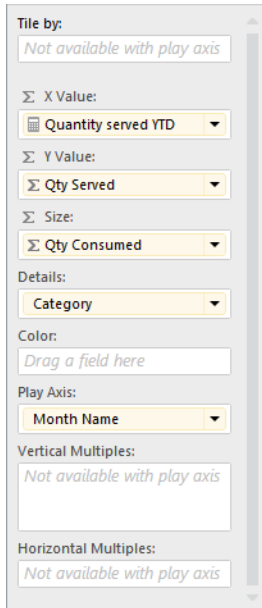 Tile by:
Not available with play axis
Σ X Value:
Quantity served YTD
Σ Y Value:
Σ Qty Served
Σ Size:
Σ Qty Consumed
Details:
Category
Color:
Drag a field here
Play Axis:
Month Name
Vertical Multiples:
Not available with play axis
Horizontal Multiples:
Not available with play axis